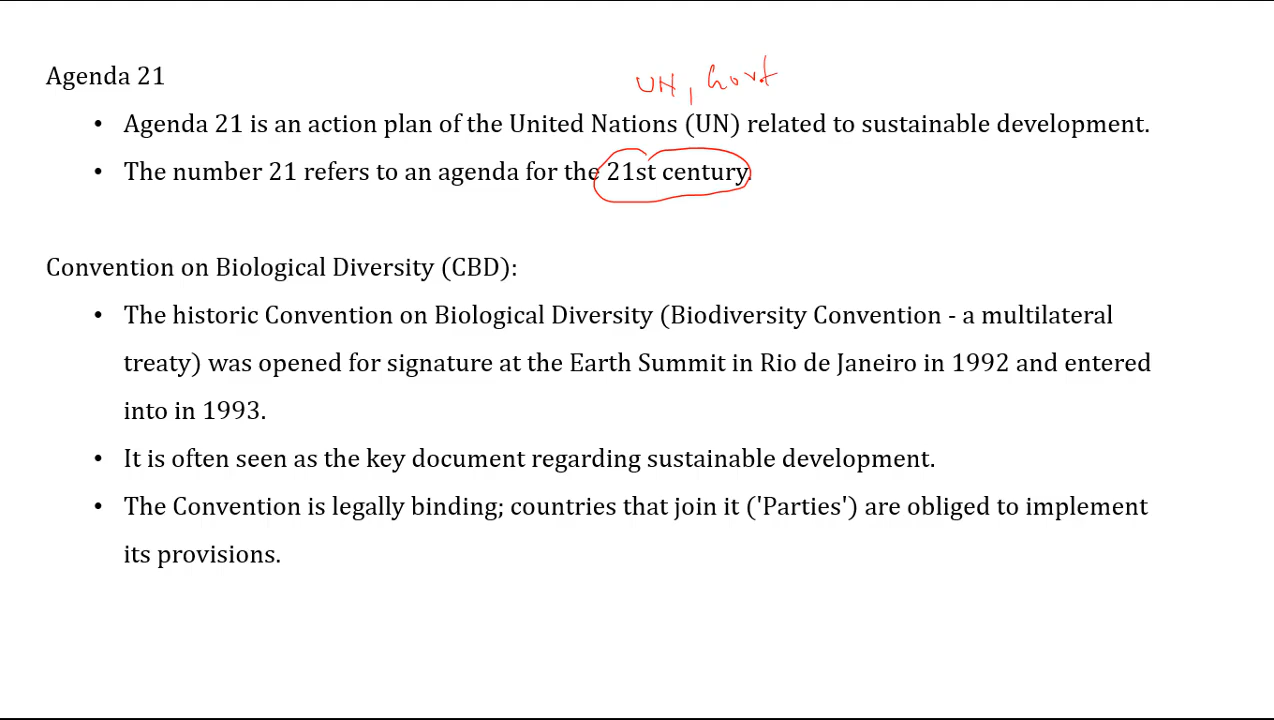 Agenda 21
UN, Govt
• Agenda 21 is an action plan of the United Nations (UN) related to sustainable development.
• The number 21 refers to an agenda for the 21st century.
Convention on Biological Diversity (CBD):
• The historic Convention on Biological Diversity (Biodiversity Convention - a multilateral
treaty) was opened for signature at the Earth Summit in Rio de Janeiro in 1992 and entered
into in 1993.
• It is often seen as the key document regarding sustainable development.
• The Convention is legally binding; countries that join it ('Parties') are obliged to implement
its provisions.